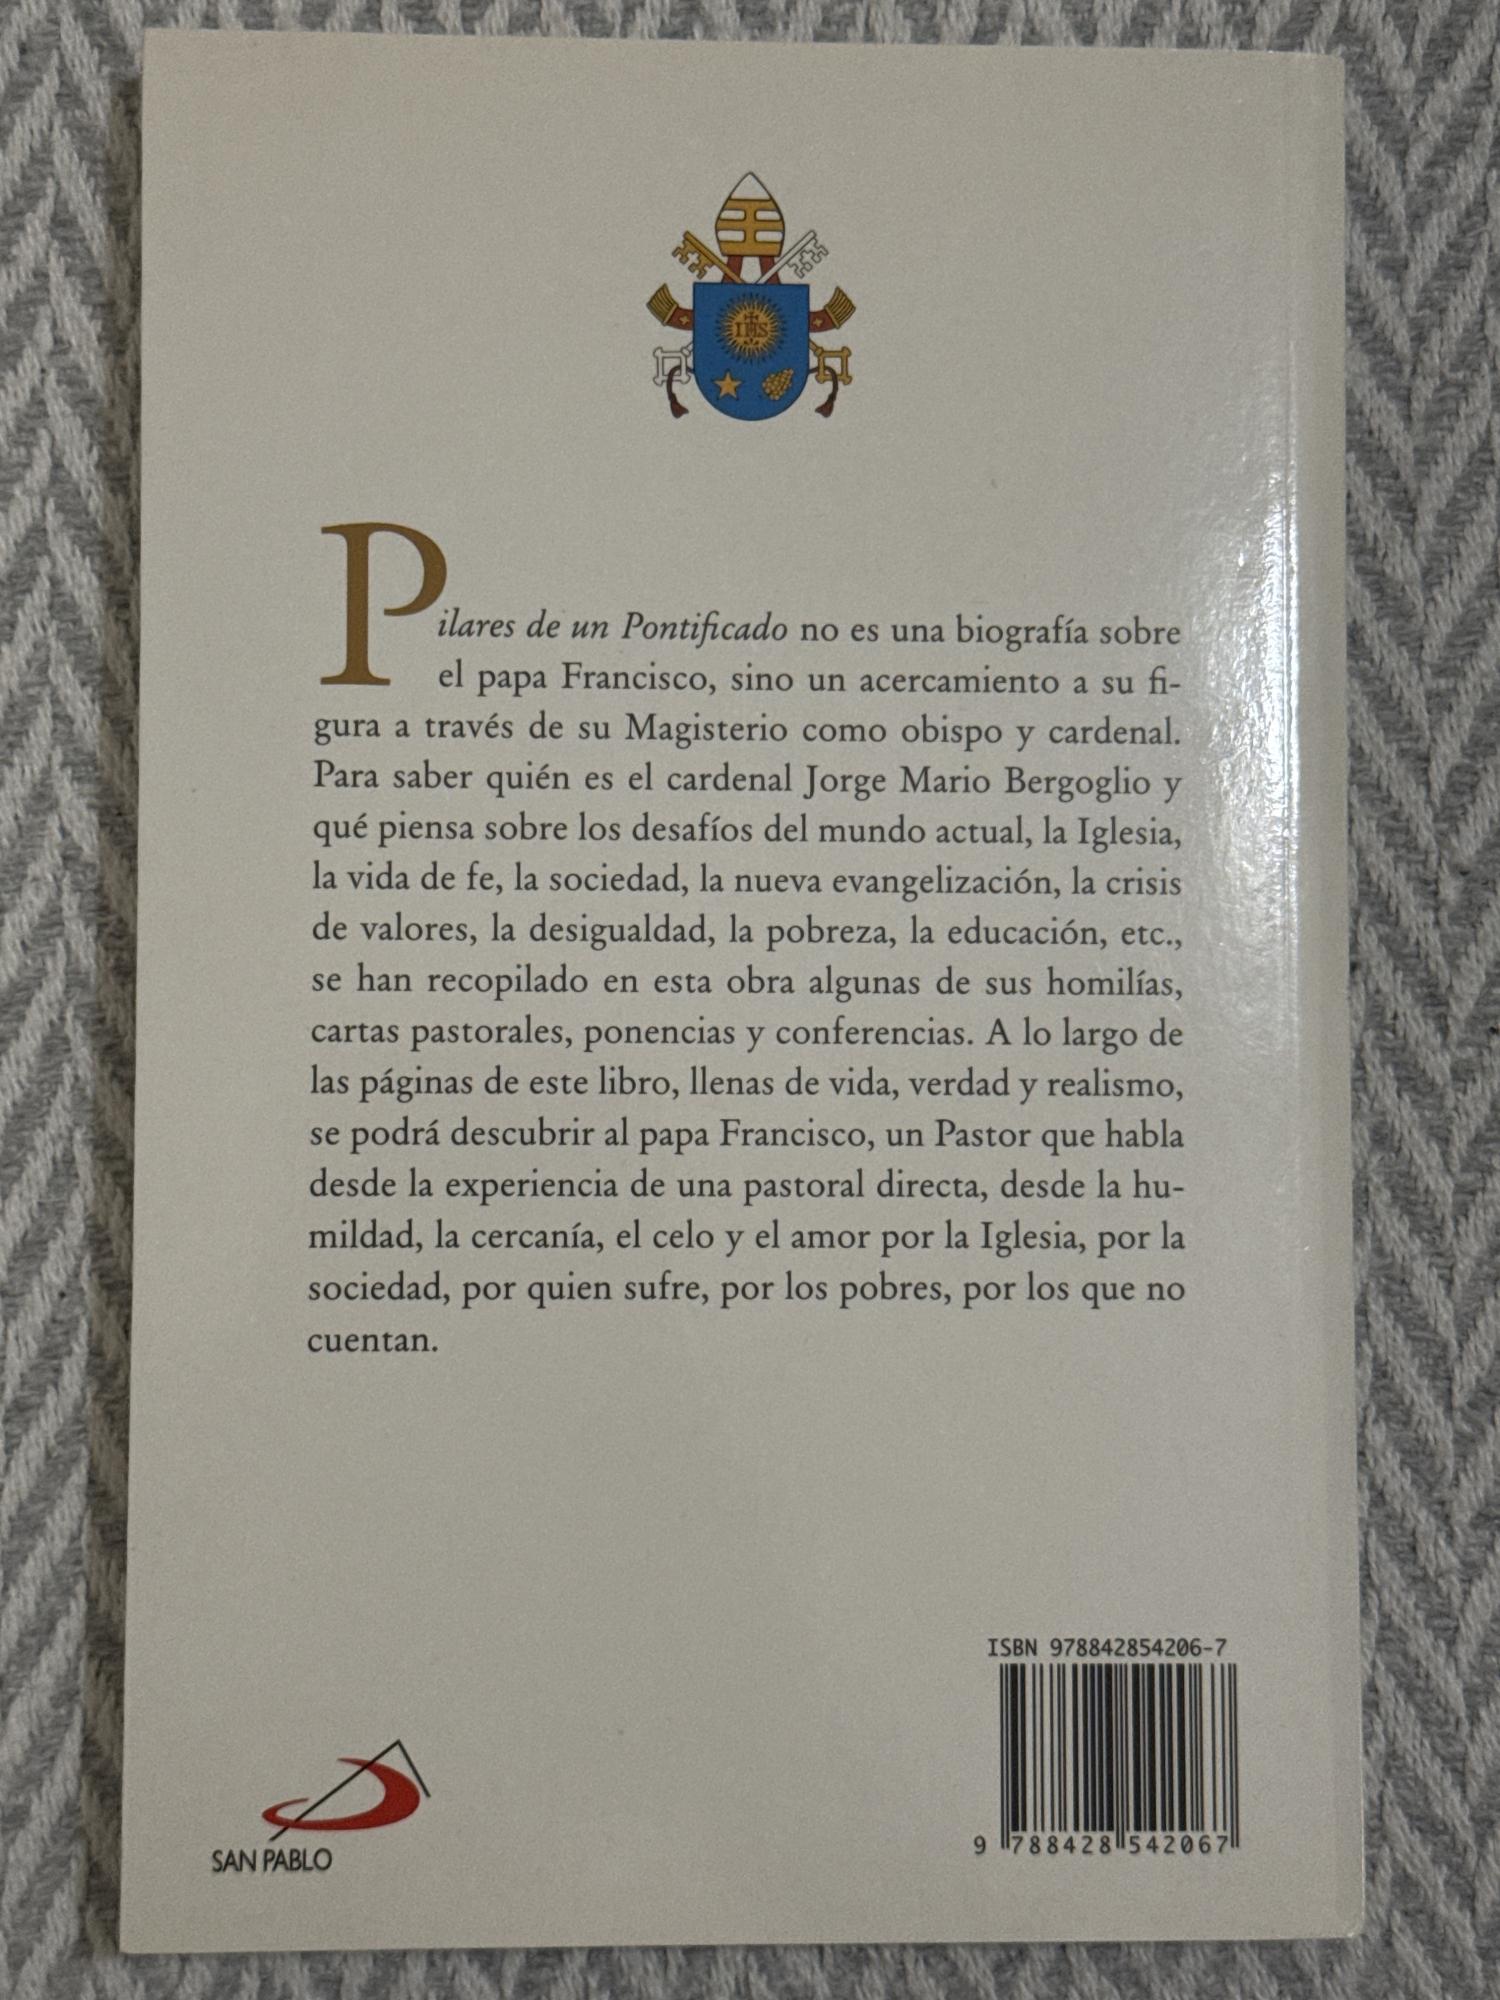 IHS
Pilares de un Pontificado no es una biografía sobre
el papa Francisco, sino un acercamiento a su fi-
gura a través de su Magisterio como obispo y cardenal.
Para saber quién es el cardenal Jorge Mario Bergoglio y
qué piensa sobre los desafíos del mundo actual, la Iglesia,
la vida de fe, la sociedad, la nueva evangelización, la crisis
de valores, la desigualdad, la pobreza, la educación, etc.,
se han recopilado en esta obra algunas de sus homilías,
cartas pastorales, ponencias y conferencias. A lo largo de
las páginas de este libro, llenas de vida, verdad y realismo,
se podrá descubrir al papa Francisco, un Pastor que habla
desde la experiencia de una pastoral directa, desde la hu-
mildad, la cercanía, el celo y el amor por la Iglesia, por la
sociedad, por quien sufre, por los pobres, por los que no
cuentan.
ISBN 978842854206-7
9 788428 542067
SAN PABLO